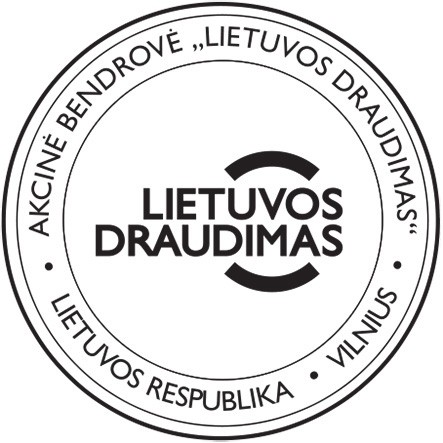 AKCINĖ BENDROVĖ „LIETUVOS DRAUDIMAS“
LIETUVOS
DRAUDIMAS
• LIETUVOS RESPUBLIKA • VILNIUS •